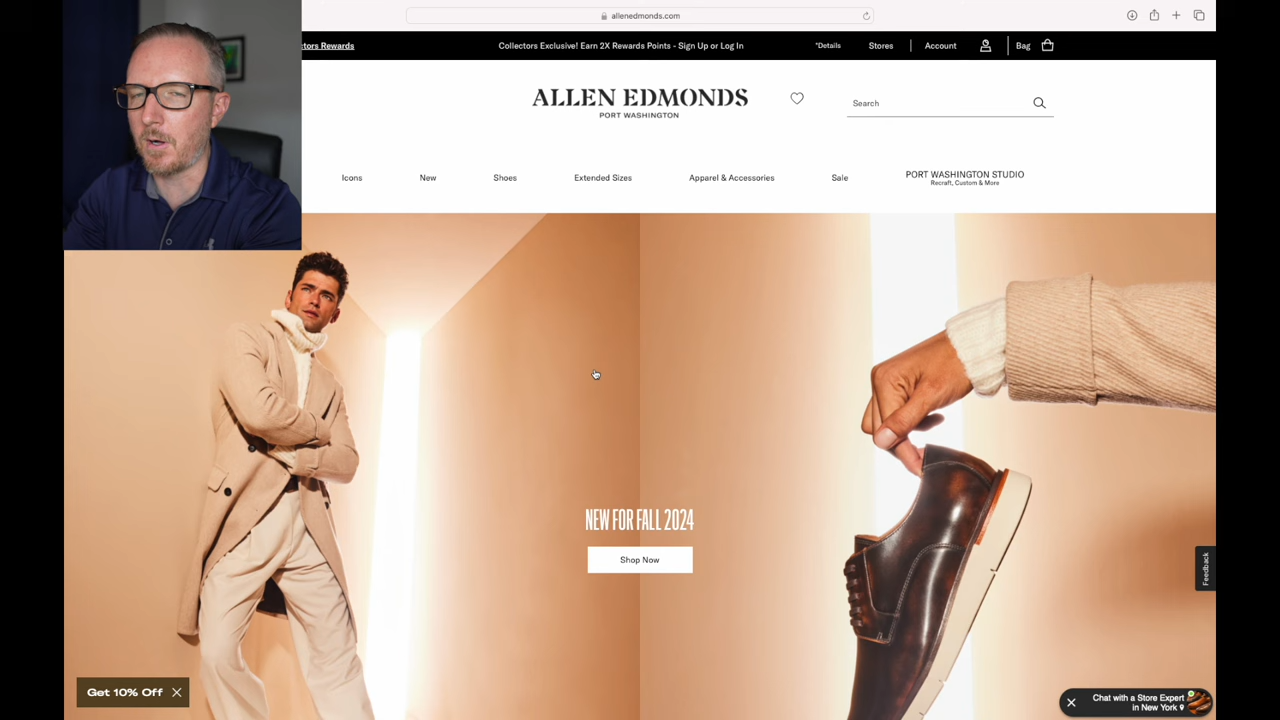 allenedmonds.com
ctors Rewards
Collectors Exclusive! Earn 2X Rewards Points - Sign Up or Log In
*Details
Stores
Account
Bag
ALLEN EDMONDS
PORT WASHINGTON
Search
Icons
New
Shoes
Extended Sizes
Apparel & Accessories
Sale
PORT WASHINGTON STUDIO
Recraft, Custom & More
NEW FOR FALL 2024
Shop Now
Feedback
Get 10% Off
Chat with a Store Expert
in New York